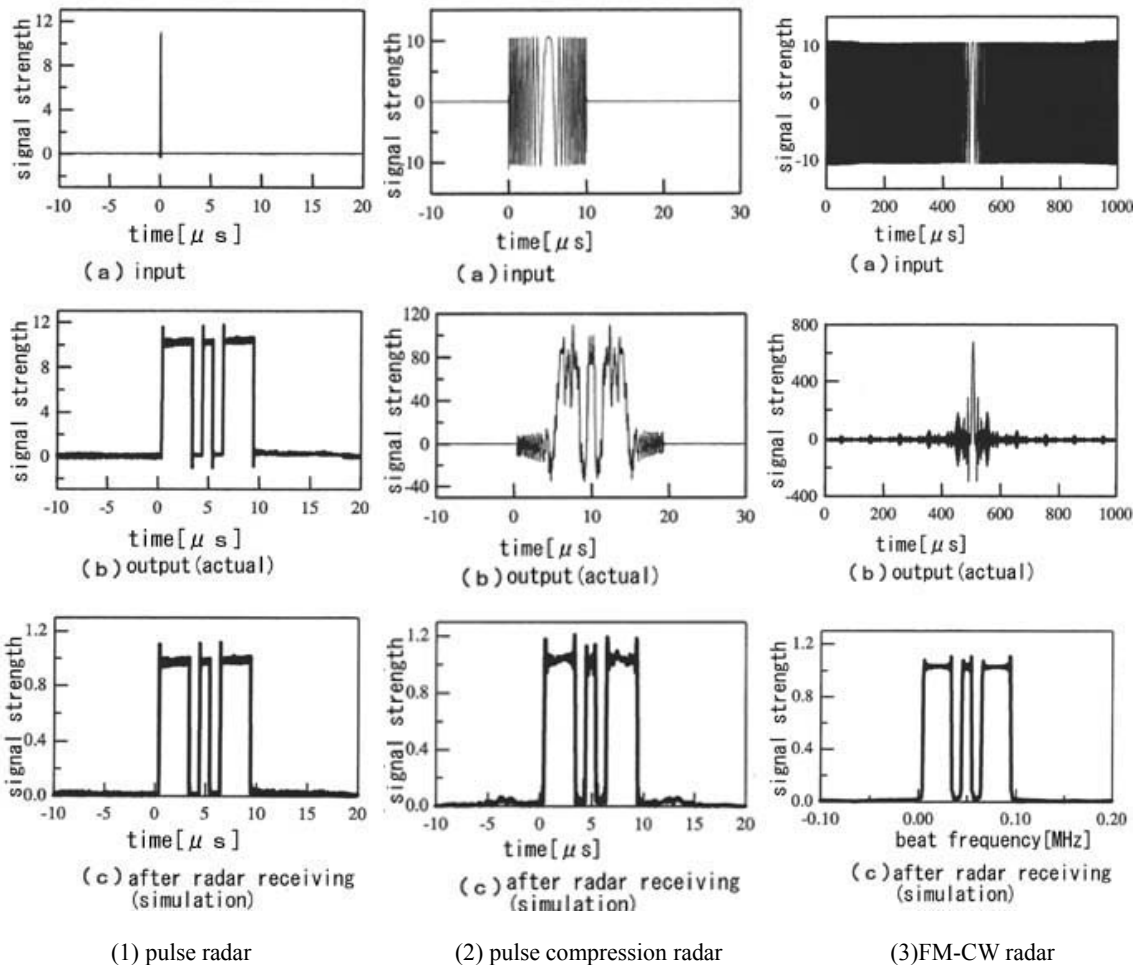 signal strength
12
8
4
0
-10 -5 0 5 10 15 20
time[μs]
(a) input
signal strength
10
0
10
-10 0 10 20 30
time[μs]
(a) input
signal strength
10
0
-10
0 200 400 600 800 1000
time[μs]
(a) input
signal strength
12
8
4
0
-10 -5 0 5 10 15 20
time[μs]
(b) output(actual)
signal strength
120
80
40
0
-40
-10 0 10 20 30
time[μs]
(b) output(actual)
signal strength
800
400
0
-400
0 200 400 600 800 1000
time[μs]
(b) output(actual)
signal strength
1.2
0.8
0.4
0.0
-10 -5 0 5 10 15 20
time[μs]
(c) after radar receiving
(simulation)
signal strength
1.2
0.8
0.4
0.0
-10 -5 0 5 10 15 20
time[μs]
(c) after radar receiving
(simulation)
signal strength
1.2
0.8
0.4
0.0
-0.10 0.00 0.10 0.20
beat frequency[MHz]
(c) after radar receiving
(simulation)
(1) pulse radar
(2) pulse compression radar
(3)FM-CW radar